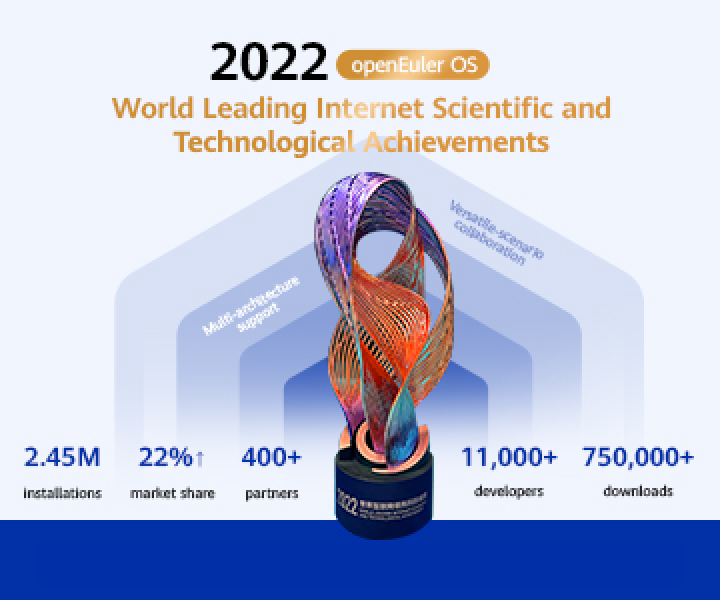 2022 openEuler OS
World Leading Internet Scientific and
Technological Achievements
Versatile-scenario
collaboration
Multi-architecture
support
2.45M 22%↑ 400+ 11,000+ 750,000+
installations market share partners developers downloads
2022